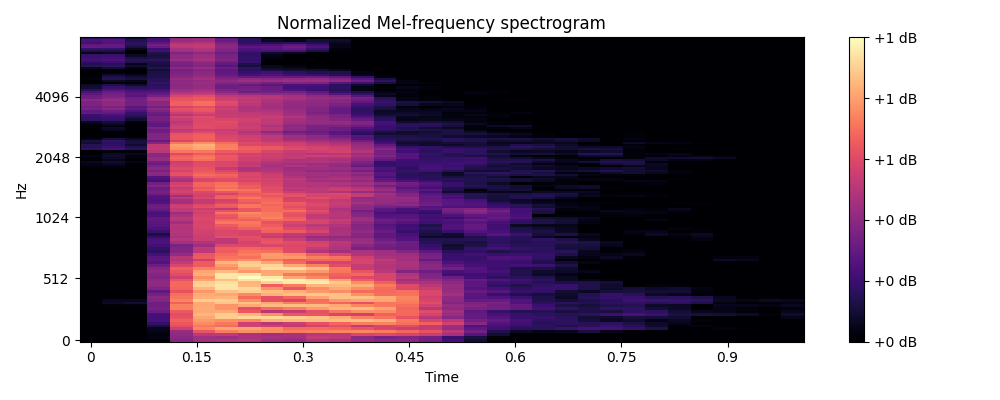 Normalized Mel-frequency spectrogram
Hz
4096
2048
1024
512
0
0 0.15 0.3 0.45 0.6 0.75 0.9
Time
+1 dB
+1 dB
+1 dB
+0 dB
+0 dB
+0 dB